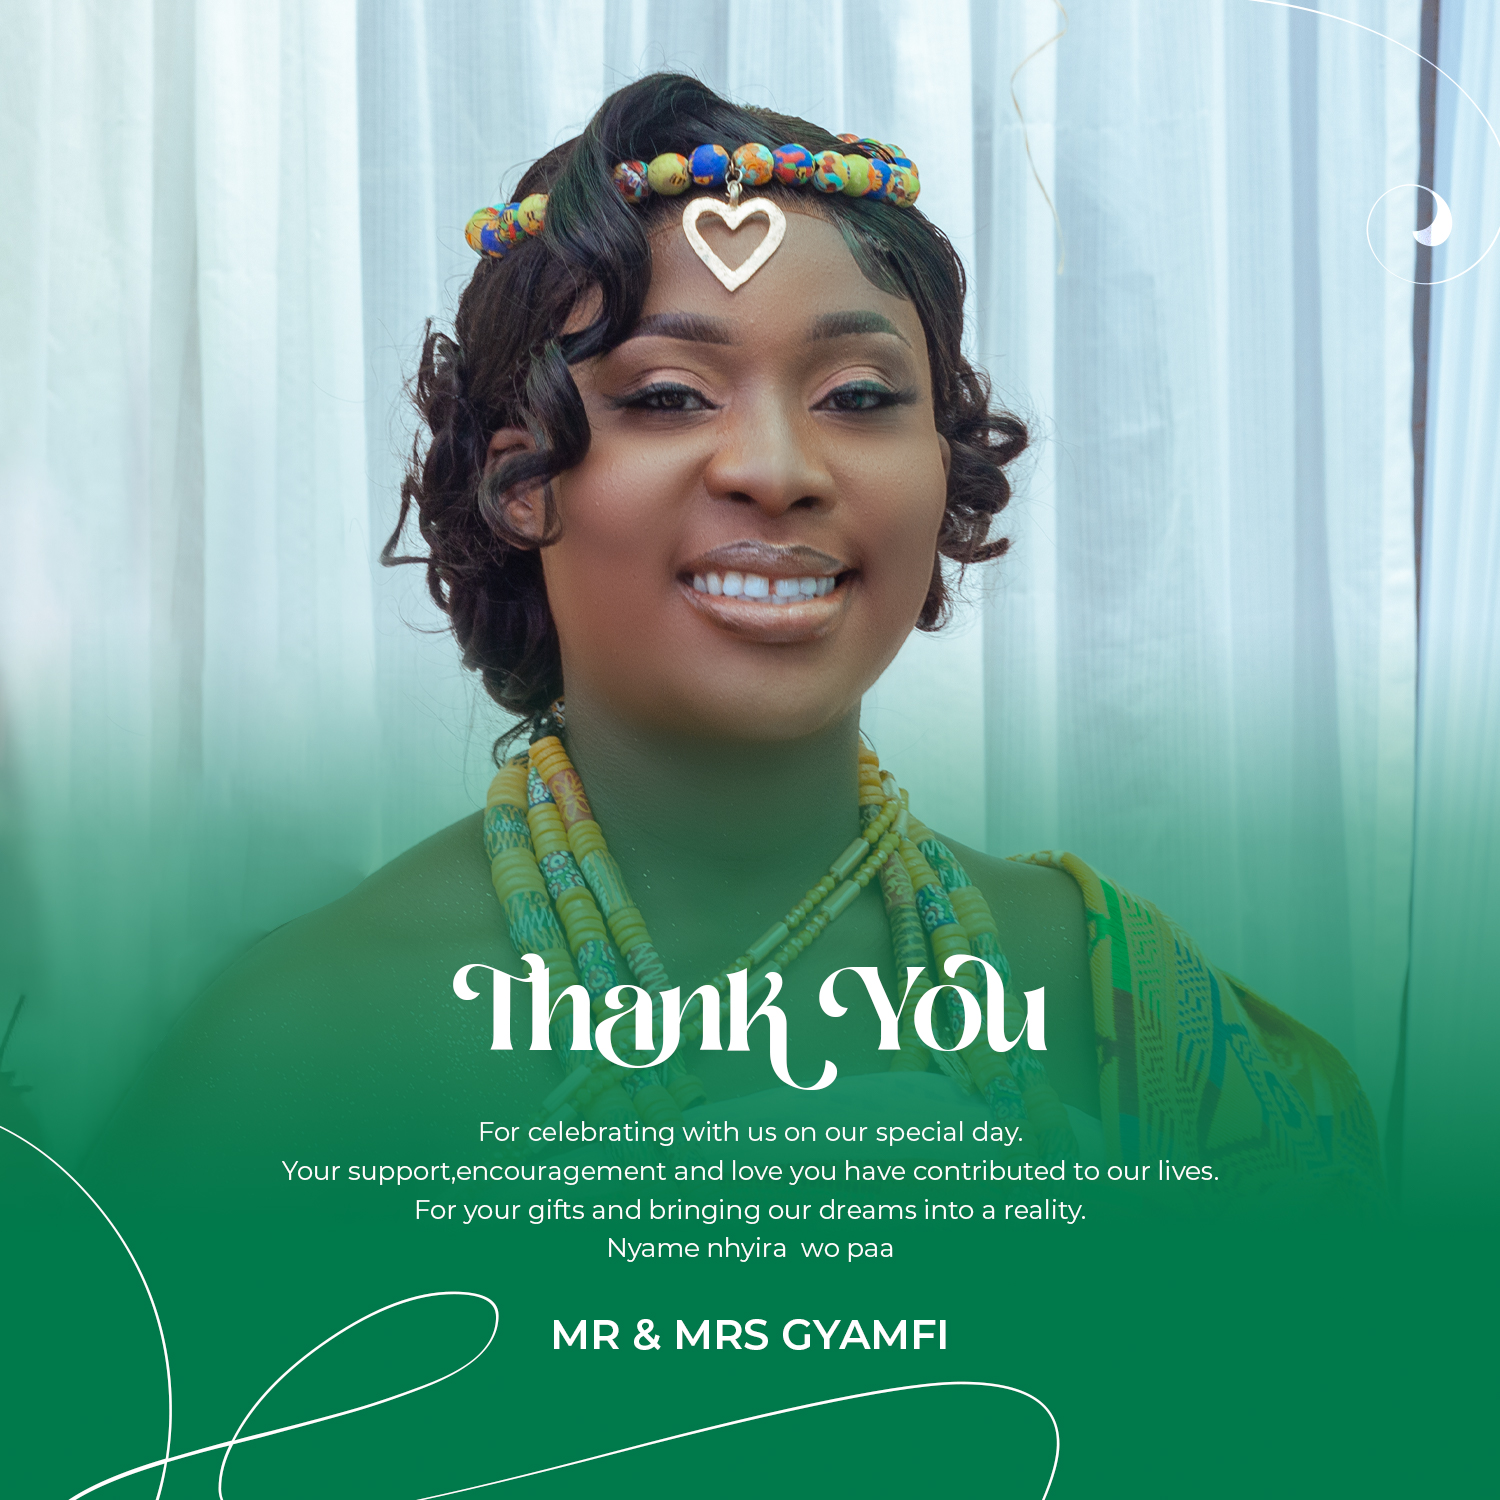 Thank You
For celebrating with us on our special day.
Your support,encouragement and love you have contributed to our lives.
For your gifts and bringing our dreams into a reality.
Nyame nhyira  wo paa
MR & MRS GYAMFI